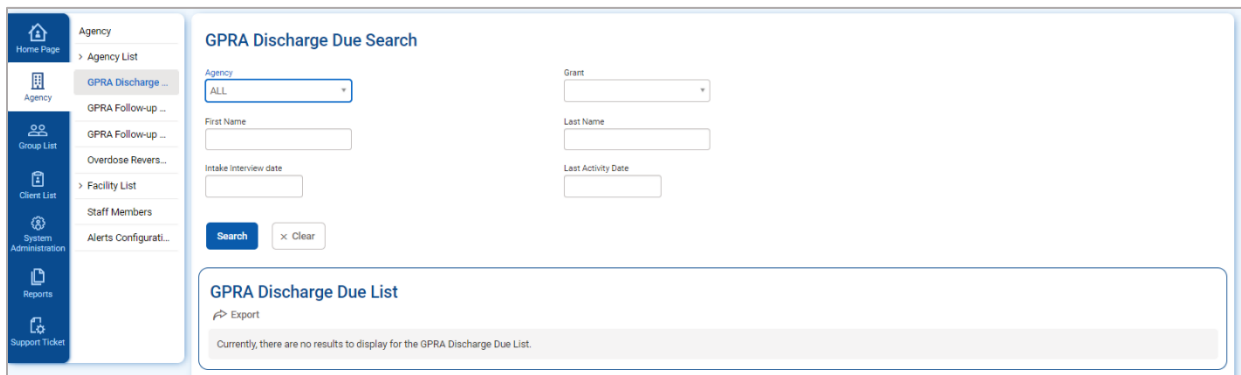 Home Page
Agency
Group List
Client List
System
Administration
Reports
Support Ticket
Agency
> Agency List
GPRA Discharge ...
GPRA Follow-up ...
GPRA Follow-up ...
Overdose Revers...
> Facility List
Staff Members
Alerts Configurati...
GPRA Discharge Due Search
Agency
ALL
Grant
First Name
Last Name
Intake Interview date
Last Activity Date
Search
× Clear
GPRA Discharge Due List
Export
Currently, there are no results to display for the GPRA Discharge Due List.